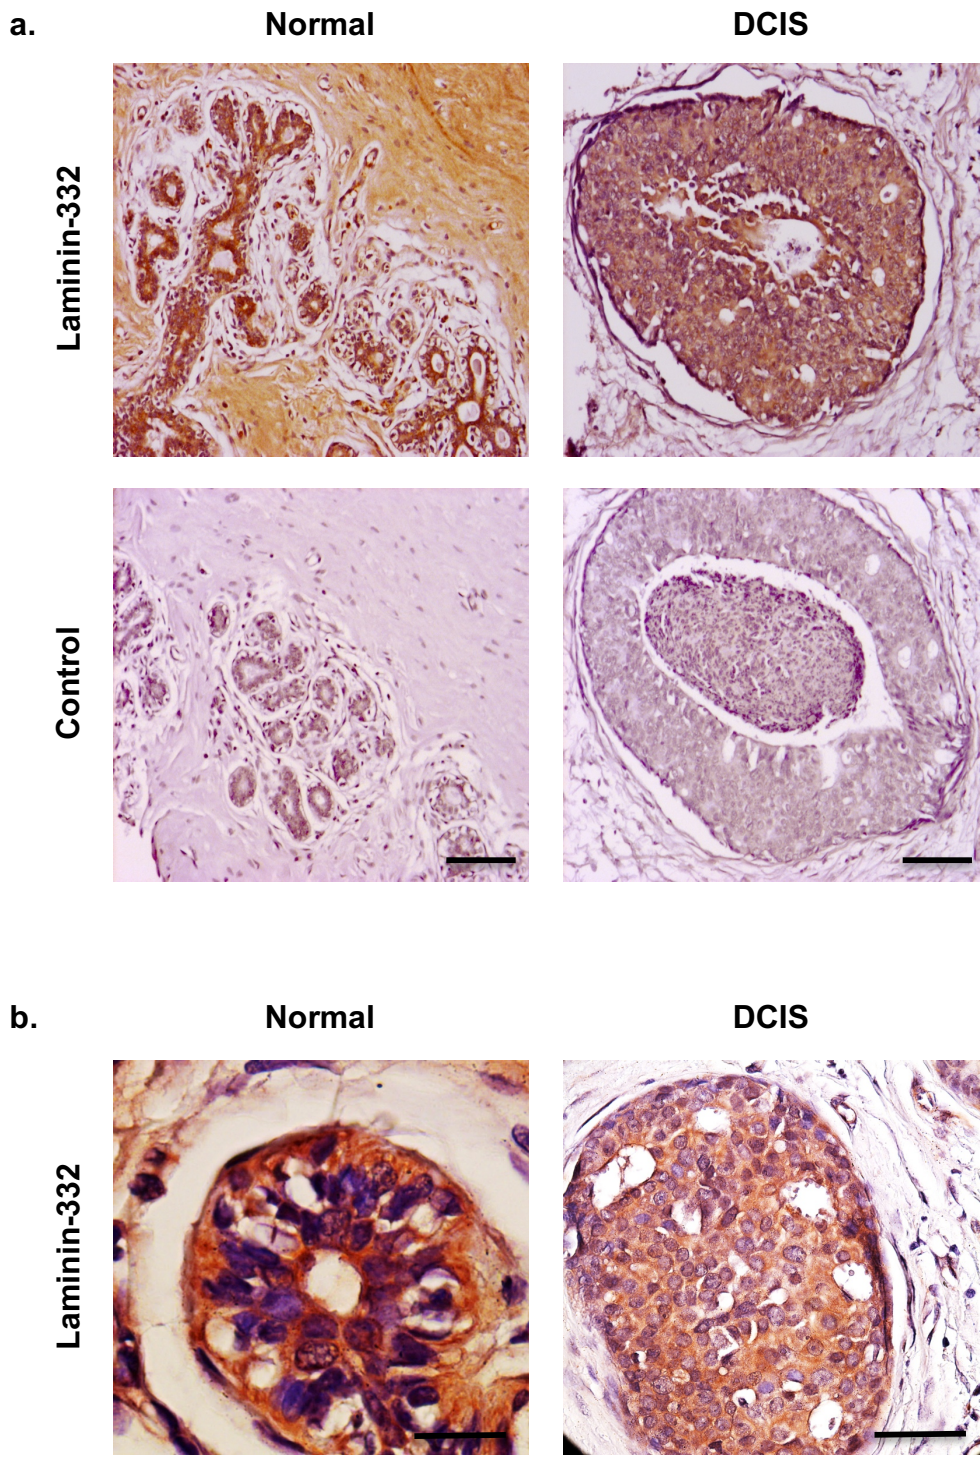 a.
Normal
DCIS
Laminin-332
Control
b.
Normal
DCIS
Laminin-332